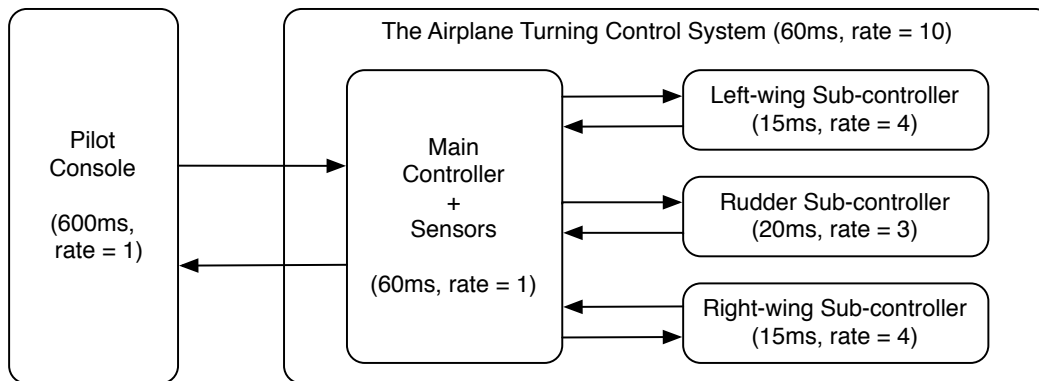 Pilot
Console
(600ms,
rate = 1)
The Airplane Turning Control System (60ms, rate = 10)
Main
Controller
+
Sensors
(60ms, rate = 1)
Left-wing Sub-controller
(15ms, rate = 4)
Rudder Sub-controller
(20ms, rate = 3)
Right-wing Sub-controller
(15ms, rate = 4)